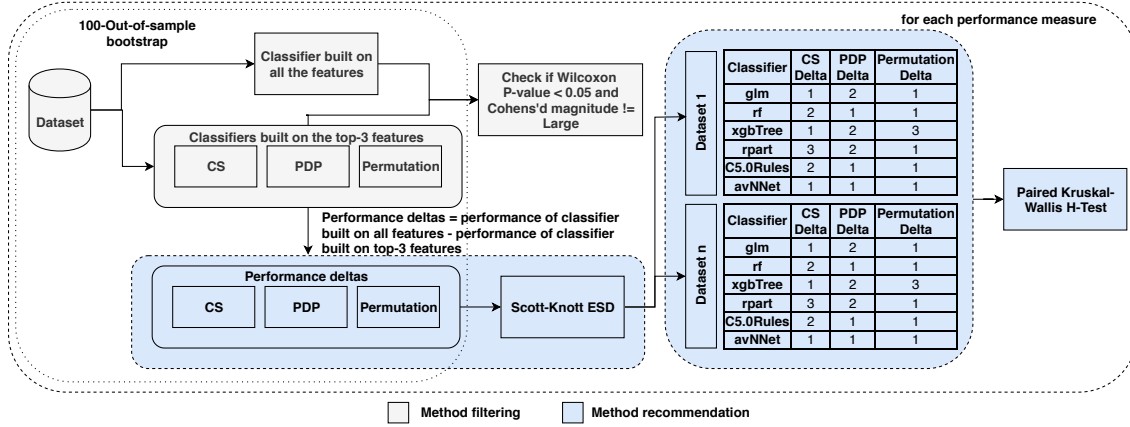 100-Out-of-sample
bootstrap
for each performance measure
Dataset
Classifier built on
all the features
Check if Wilcoxon
P-value < 0.05 and
Cohens'd magnitude !=
Large
Classifiers built on the top-3 features
CS PDP Permutation
Performance deltas = performance of classifier
built on all features - performance of classifier
built on top-3 features
Performance deltas
CS PDP Permutation
Scott-Knott ESD
Dataset 1
Classifier CS Delta PDP Delta Permutation Delta
glm 1 2 1
rf 2 1 1
xgbTree 1 2 3
rpart 3 2 1
C5.0Rules 2 1 1
avNNet 1 1 1
Dataset n
Classifier CS Delta PDP Delta Permutation Delta
glm 1 2 1
rf 2 1 1
xgbTree 1 2 3
rpart 3 2 1
C5.0Rules 2 1 1
avNNet 1 1 1
Paired Kruskal-
Wallis H-Test
Method filtering
Method recommendation